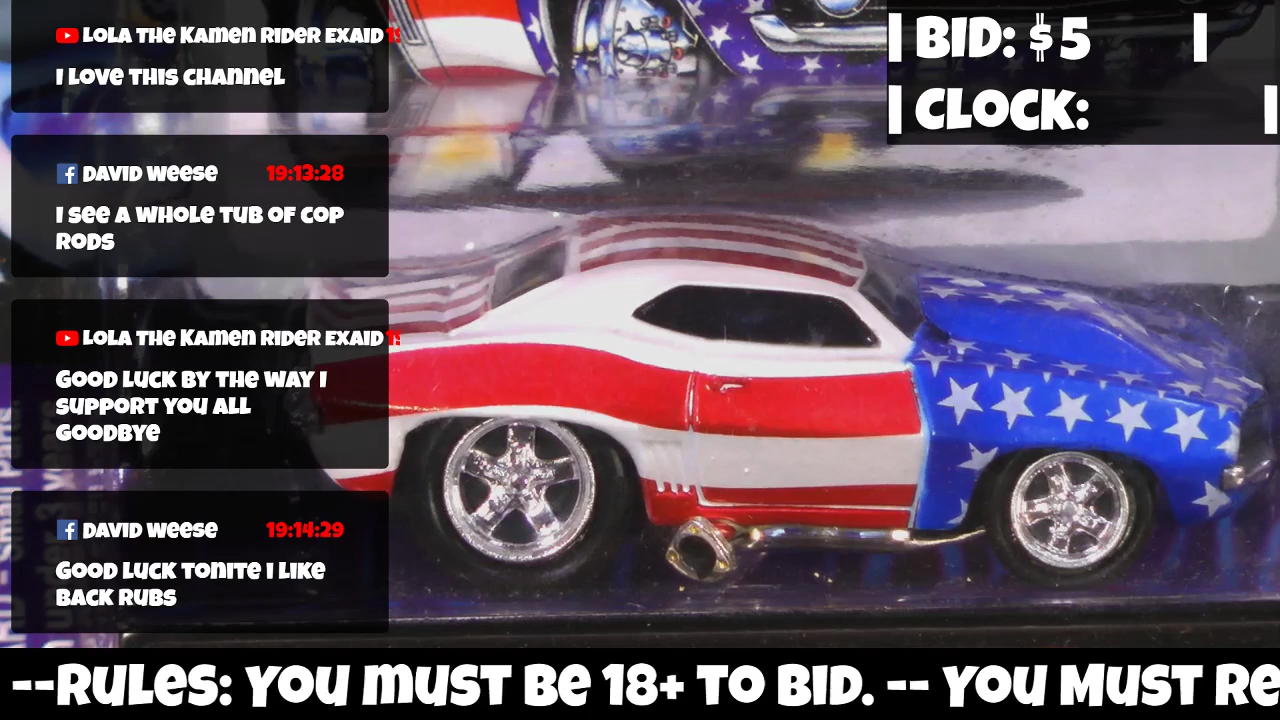 LOLA THE KAMEN RIDER EXAID
I LOVE THIS CHANNEL
DAVID WEESE 19:13:28
I SEE A WHOLE TUB OF COP
RODS
LOLA THE KAMEN RIDER EXAID
GOOD LUCK BY THE WAY I
SUPPORT YOU ALL
GOODBYE
DAVID WEESE 19:14:29
GOOD LUCK TONITE I LIKE
BACK RUBS
| BID: $5 |
| CLOCK: |
--RULES: YOU MUST BE 18+ TO BID. -- YOU MUST RE